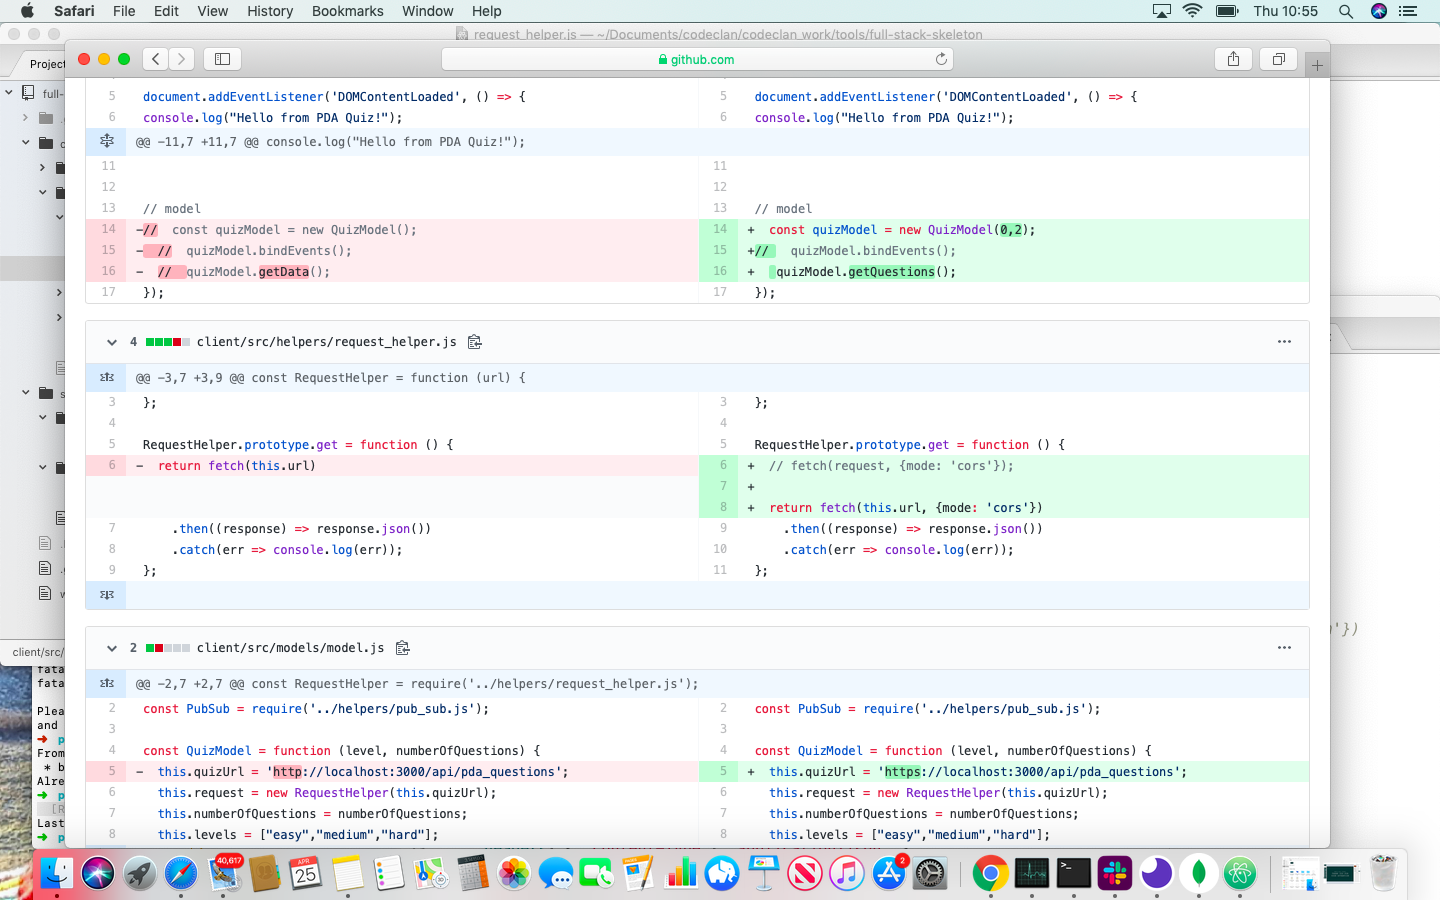 Safari File Edit View History Bookmarks Window Help Thu 10:55
request_helper.js — ~/Documents/codeclan/codeclan_work/tools/full-stack-skeleton
Project
github.com
full-
5 document.addEventListener('DOMContentLoaded', () => { 5 document.addEventListener('DOMContentLoaded', () => {
6 console.log("Hello from PDA Quiz!"); 6 console.log("Hello from PDA Quiz!");
@@ -11,7 +11,7 @@ console.log("Hello from PDA Quiz!");
11 11
12 12
13 // model 13 // model
14 -// const quizModel = new QuizModel(); 14 + const quizModel = new QuizModel(0,2);
15 - // quizModel.bindEvents(); 15 +// quizModel.bindEvents();
16 - // quizModel.getData(); 16 + quizModel.getQuestions();
17 }); 17 });
4 client/src/helpers/request_helper.js
@@ -3,7 +3,9 @@ const RequestHelper = function (url) {
3 }; 3 };
4 4
5 RequestHelper.prototype.get = function () { 5 RequestHelper.prototype.get = function () {
6 - return fetch(this.url) 6 + // fetch(request, {mode: 'cors'});
7 +
8 + return fetch(this.url, {mode: 'cors'})
7 .then((response) => response.json()) 9 .then((response) => response.json())
8 .catch(err => console.log(err)); 10 .catch(err => console.log(err));
9 }; 11 };
'})
2 client/src/models/model.js
client/src/
@@ -2,7 +2,7 @@ const RequestHelper = require('../helpers/request_helper.js');
2 const PubSub = require('../helpers/pub_sub.js'); 2 const PubSub = require('../helpers/pub_sub.js');
3 3
4 const QuizModel = function (level, numberOfQuestions) { 4 const QuizModel = function (level, numberOfQuestions) {
5 - this.quizUrl = 'http://localhost:3000/api/pda_questions'; 5 + this.quizUrl = 'https://localhost:3000/api/pda_questions';
6 this.request = new RequestHelper(this.quizUrl); 6 this.request = new RequestHelper(this.quizUrl);
7 this.numberOfQuestions = numberOfQuestions; 7 this.numberOfQuestions = numberOfQuestions;
8 this.levels = ["easy","medium","hard"]; 8 this.levels = ["easy","medium","hard"];
fata
fata
Plea
and
➜ p
From
* b
Alre
➜ p
[R
Last
➜ p
40,617
APR
25
2